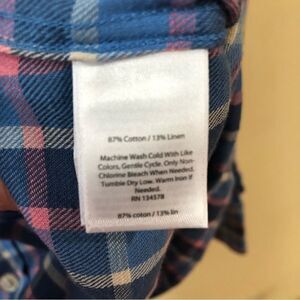 87% Cotton / 13% Linen
Machine Wash Cold With Like
Colors, Gentle Cycle. Only Non-
Chlorine Bleach When Needed.
Tumble Dry Low. Warm Iron if
Needed.
RN 134578
87% coton / 13% lin